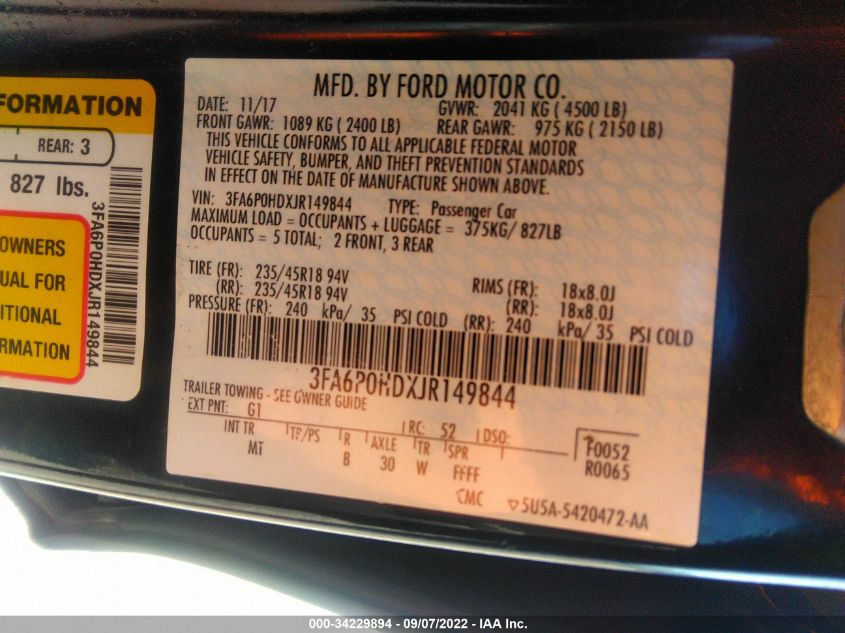 FORMATION
REAR: 3
827 lbs.
3FA6P0HDXJR149844
OWNERS
UAL FOR
ITIONAL
RMATION
MFD. BY FORD MOTOR CO.
DATE: 11/17 GVWR: 2041 KG ( 4500 LB)
FRONT GAWR: 1089 KG ( 2400 LB) REAR GAWR: 975 KG ( 2150 LB)
THIS VEHICLE CONFORMS TO ALL APPLICABLE FEDERAL MOTOR
VEHICLE SAFETY, BUMPER, AND THEFT PREVENTION STANDARDS
IN EFFECT ON THE DATE OF MANUFACTURE SHOWN ABOVE.
VIN: 3FA6P0HDXJR149844 TYPE: Passenger Car
MAXIMUM LOAD = OCCUPANTS + LUGGAGE = 375KG/ 827LB
OCCUPANTS = 5 TOTAL; 2 FRONT, 3 REAR
TIRE (FR): 235/45R18 94V RIMS (FR): 18x8.0J
(RR): 235/45R18 94V (RR): 18x8.0J
PRESSURE (FR): 240 kPa/ 35 PSI COLD (RR): 240 kPa/ 35 PSI COLD
3FA6P0HDXJR149844
TRAILER TOWING - SEE OWNER GUIDE
EXT PNT: G1 RC: 52 DSO: F0052
INT TR TP/PS R AXLE TR SPR R0065
MT B 30 W FFFF
CMC ▽5U5A-5420472-AA
000-34229894 - 09/07/2022 - IAA Inc.